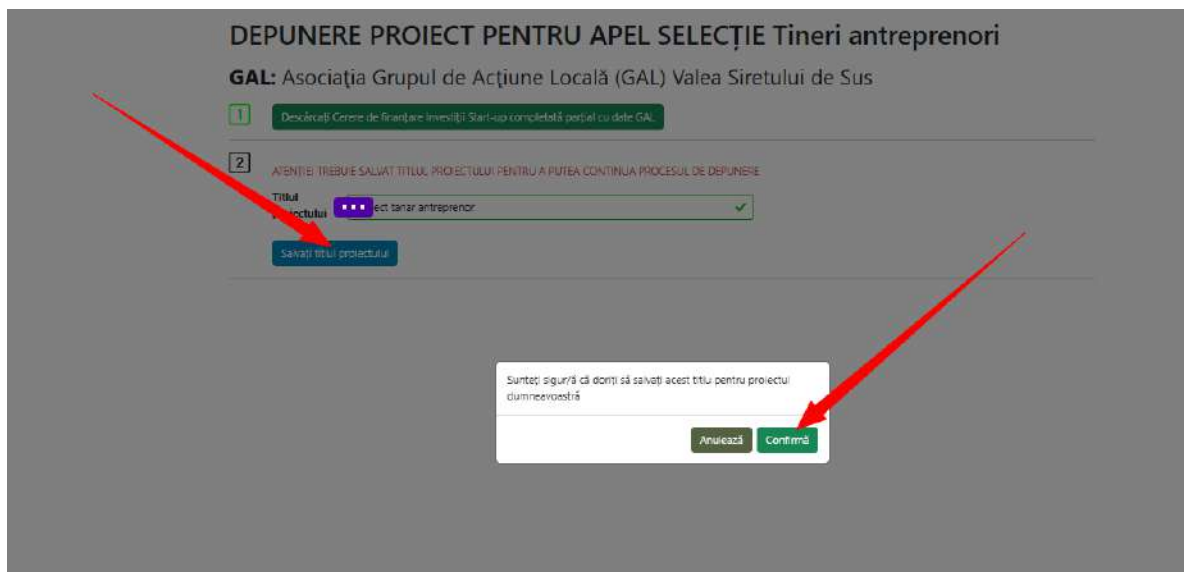 DEPUNERE PROIECT PENTRU APEL SELECȚIE Tineri antreprenori
GAL: Asociația Grupul de Acțiune Locală (GAL) Valea Siretului de Sus
1
Descărcați Cerere de finanțare Investiții Start-up completată parțial cu date GAL
2
ATENȚIE! TREBUIE SALVAT TITLUL PROIECTULUI PENTRU A PUTEA CONTINUA PROCESUL DE DEPUNERE
Titlul
proiectului
ect tanar antreprenor
Salvați titlul proiectului
Sunteți sigur/ă că doriți să salvați acest titlu pentru proiectul
dumneavoastră
Anulează Confirmă